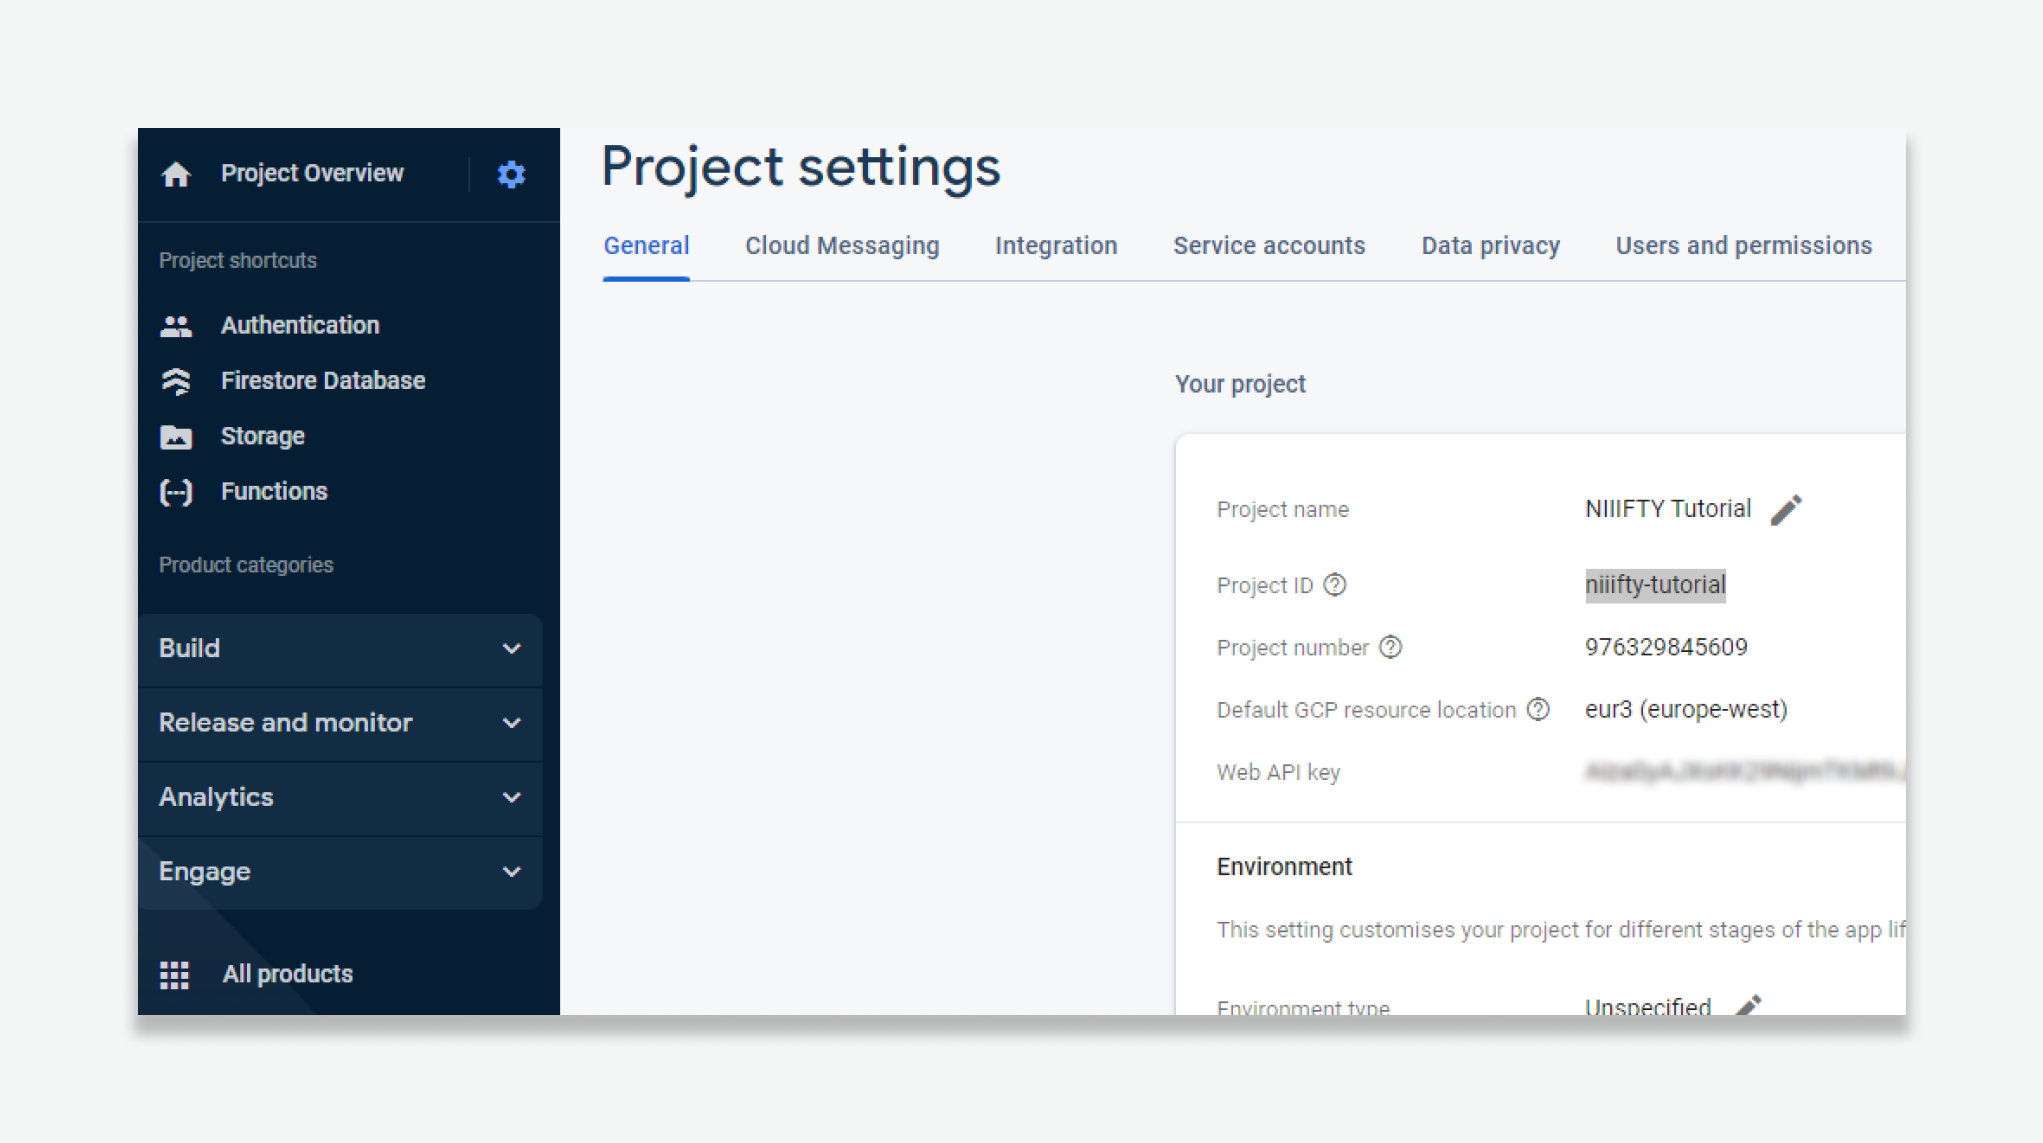 Project Overview
Project shortcuts
Authentication
Firestore Database
Storage
Functions
Product categories
Build
Release and monitor
Analytics
Engage
All products
Project settings
General Cloud Messaging Integration Service accounts Data privacy Users and permissions
Your project
Project name NIIIFTY Tutorial
Project ID niiifty-tutorial
Project number 976329845609
Default GCP resource location eur3 (europe-west)
Web API key
Environment
This setting customises your project for different stages of the app lif
Environment type Unspecified